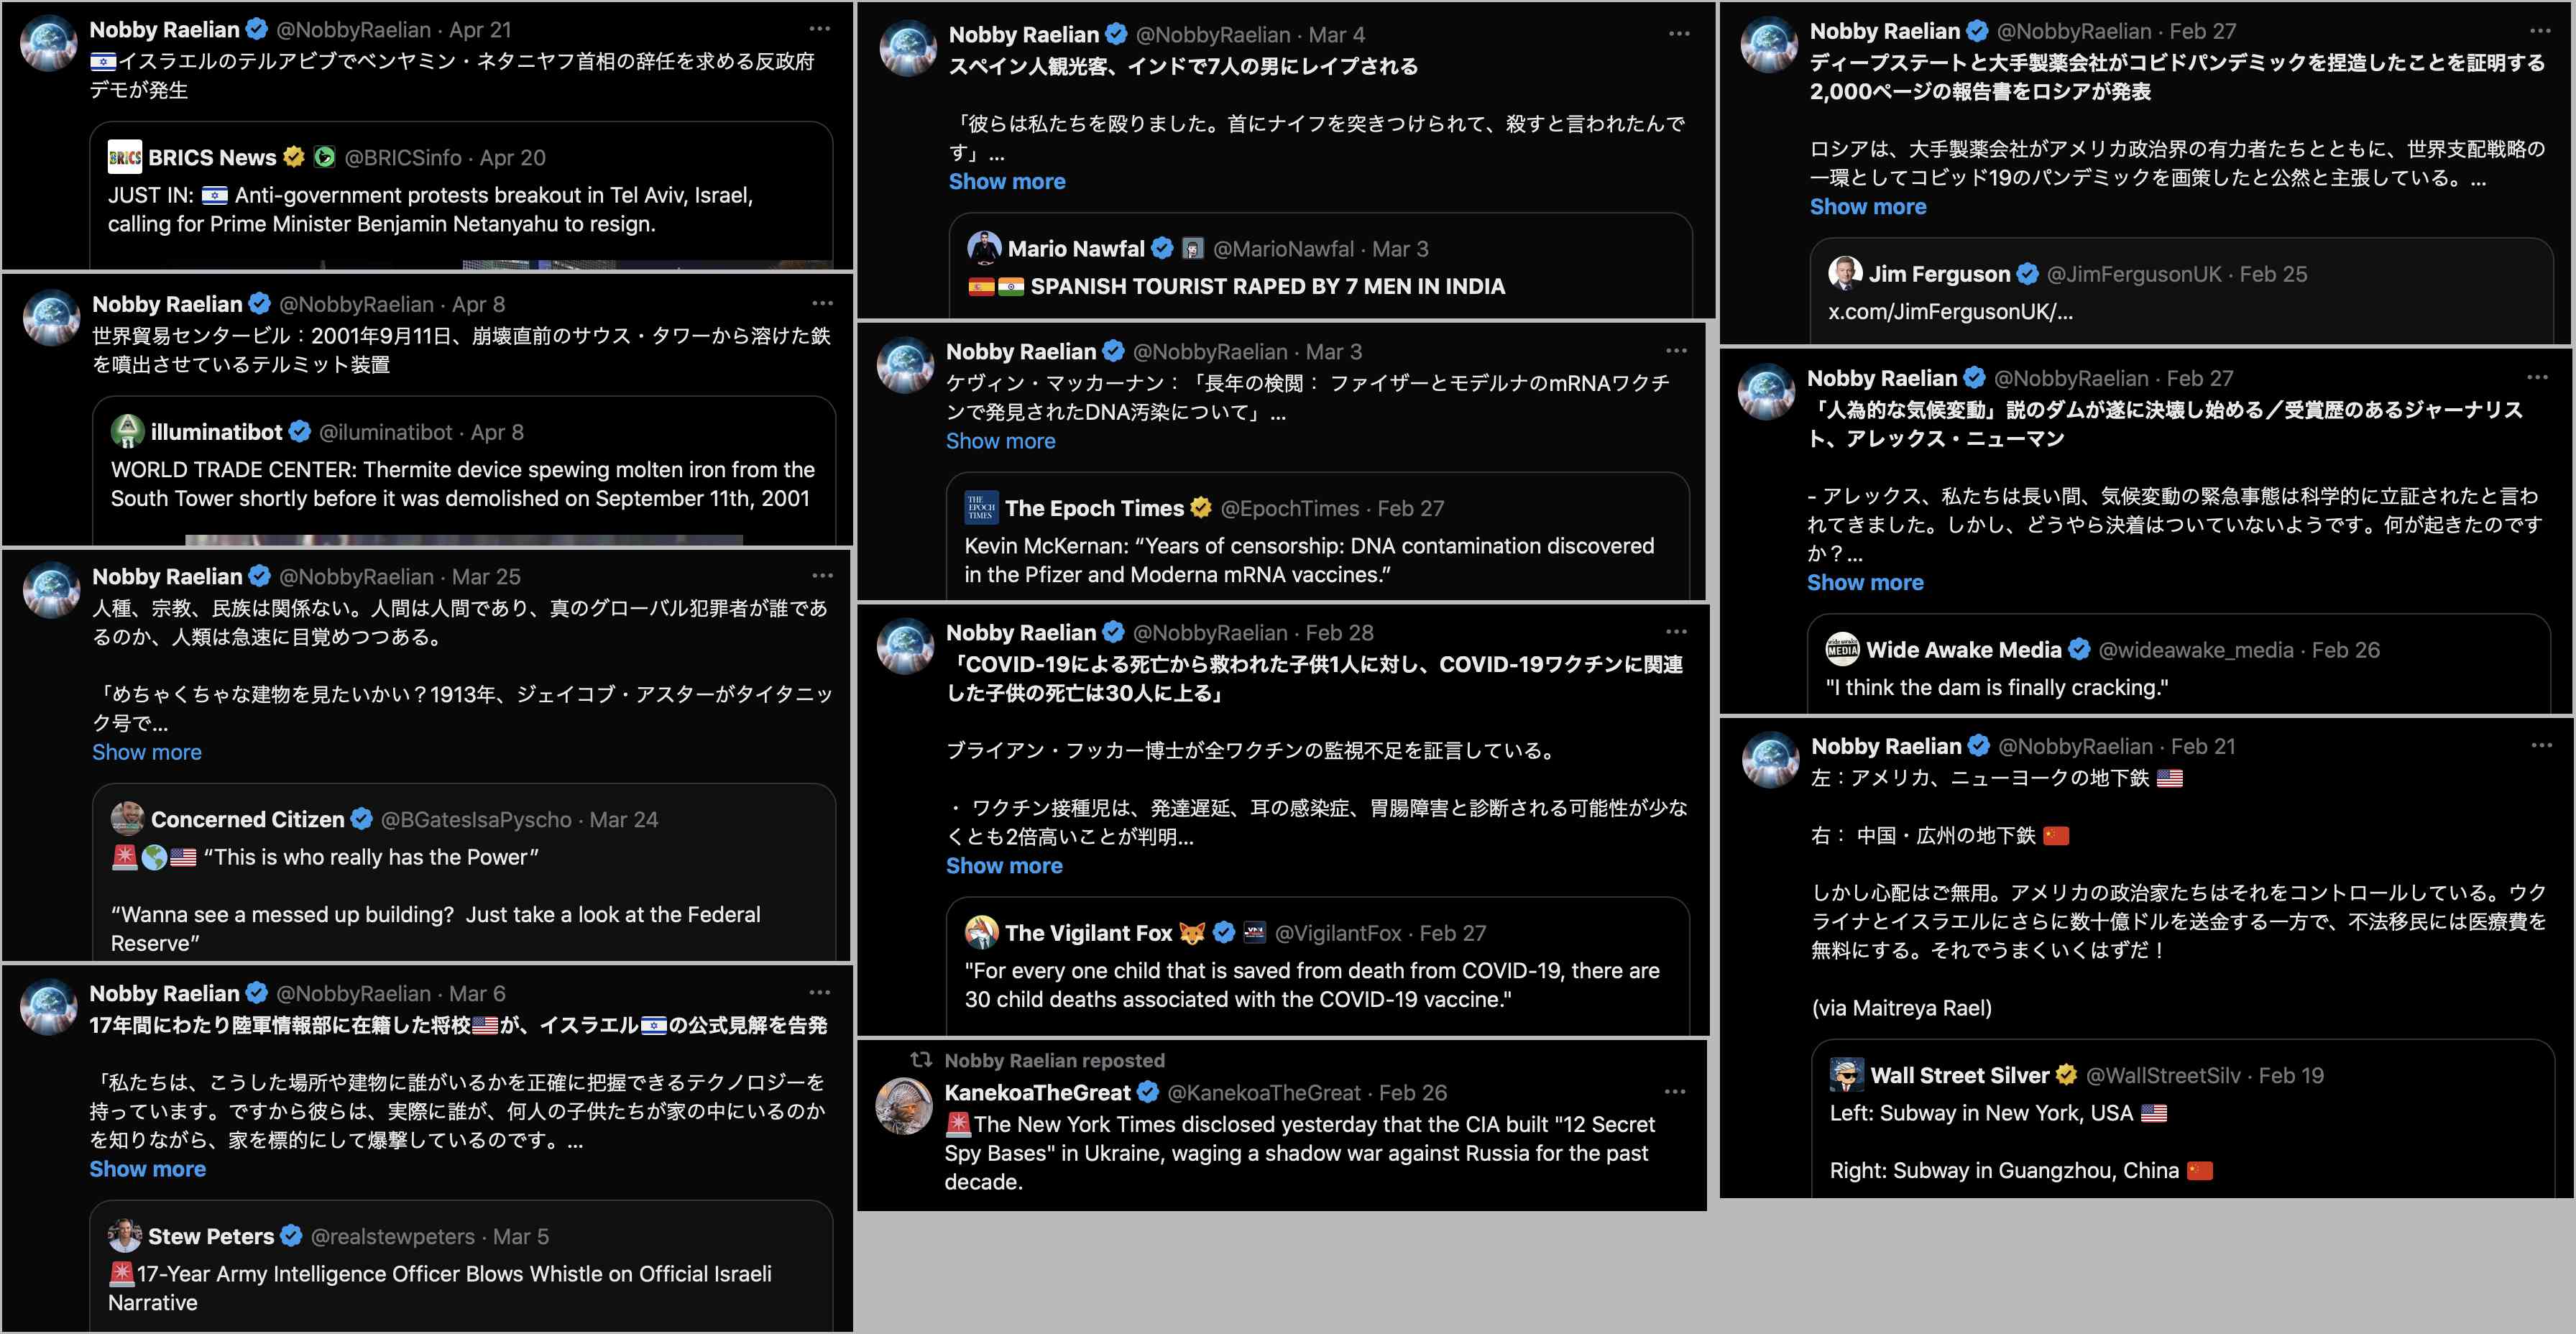 Nobby Raelian @NobbyRaelian · Apr 21
🇮🇱イスラエルのテルアビブでベンヤミン・ネタニヤフ首相の辞任を求める反政府
デモが発生
BRICS News @BRICSinfo · Apr 20
JUST IN: 🇮🇱 Anti-government protests breakout in Tel Aviv, Israel,
calling for Prime Minister Benjamin Netanyahu to resign.
Nobby Raelian @NobbyRaelian · Apr 8
世界貿易センタービル：2001年9月11日、崩壊直前のサウス・タワーから溶けた鉄
を噴出させているテルミット装置
illuminatibot @iluminatibot · Apr 8
WORLD TRADE CENTER: Thermite device spewing molten iron from the
South Tower shortly before it was demolished on September 11th, 2001
Nobby Raelian @NobbyRaelian · Mar 25
人種、宗教、民族は関係ない。人間は人間であり、真のグローバル犯罪者が誰であ
るのか、人類は急速に目覚めつつある。
「めちゃくちゃな建物を見たいかい？1913年、ジェイコブ・アスターがタイタニッ
ク号で...
Show more
Concerned Citizen @BGatesIsaPyscho · Mar 24
🚨🌎🇺🇸 “This is who really has the Power”
“Wanna see a messed up building? Just take a look at the Federal
Reserve”
Nobby Raelian @NobbyRaelian · Mar 6
17年間にわたり陸軍情報部に在籍した将校🇺🇸が、イスラエル🇮🇱の公式見解を告発
「私たちは、こうした場所や建物に誰がいるかを正確に把握できるテクノロジーを
持っています。ですから彼らは、実際に誰が、何人の子供たちが家の中にいるのか
を知りながら、家を標的にして爆撃しているのです。...
Show more
Stew Peters @realstewpeters · Mar 5
🚨17-Year Army Intelligence Officer Blows Whistle on Official Israeli
Narrative
Nobby Raelian @NobbyRaelian · Mar 4
スペイン人観光客、インドで7人の男にレイプされる
「彼らは私たちを殴りました。首にナイフを突きつけられて、殺すと言われたんで
す」...
Show more
Mario Nawfal @MarioNawfal · Mar 3
🇪🇸🇮🇳 SPANISH TOURIST RAPED BY 7 MEN IN INDIA
Nobby Raelian @NobbyRaelian · Mar 3
ケヴィン・マッカーナン：「長年の検閲： ファイザーとモデルナのmRNAワクチ
ンで発見されたDNA汚染について」...
Show more
THE EPOCH TIMES The Epoch Times @EpochTimes · Feb 27
Kevin McKernan: “Years of censorship: DNA contamination discovered
in the Pfizer and Moderna mRNA vaccines.”
Nobby Raelian @NobbyRaelian · Feb 28
「COVID-19による死亡から救われた子供1人に対し、COVID-19ワクチンに関連
した子供の死亡は30人に上る」
ブライアン・フッカー博士が全ワクチンの監視不足を証言している。
・ ワクチン接種児は、発達遅延、耳の感染症、胃腸障害と診断される可能性が少な
くとも2倍高いことが判明...
Show more
The Vigilant Fox 🦊 @VigilantFox · Feb 27
"For every one child that is saved from death from COVID-19, there are
30 child deaths associated with the COVID-19 vaccine."
Nobby Raelian reposted
KanekoaTheGreat @KanekoaTheGreat · Feb 26
🚨The New York Times disclosed yesterday that the CIA built "12 Secret
Spy Bases" in Ukraine, waging a shadow war against Russia for the past
decade.
Nobby Raelian @NobbyRaelian · Feb 27
ディープステートと大手製薬会社がコビドパンデミックを捏造したことを証明する
2,000ページの報告書をロシアが発表
ロシアは、大手製薬会社がアメリカ政治界の有力者たちとともに、世界支配戦略の
一環としてコビッド19のパンデミックを画策したと公然と主張している。...
Show more
Jim Ferguson @JimFergusonUK · Feb 25
x.com/JimFergusonUK/...
Nobby Raelian @NobbyRaelian · Feb 27
「人為的な気候変動」説のダムが遂に決壊し始める／受賞歴のあるジャーナリス
ト、アレックス・ニューマン
- アレックス、私たちは長い間、気候変動の緊急事態は科学的に立証されたと言わ
れてきました。しかし、どうやら決着はついていないようです。何が起きたのです
か？...
Show more
Wide Awake Media @wideawake_media · Feb 26
"I think the dam is finally cracking."
Nobby Raelian @NobbyRaelian · Feb 21
左：アメリカ、ニューヨークの地下鉄 🇺🇸
右： 中国・広州の地下鉄 🇨🇳
しかし心配はご無用。アメリカの政治家たちはそれをコントロールしている。ウク
ライナとイスラエルにさらに数十億ドルを送金する一方で、不法移民には医療費を
無料にする。それでうまくいくはずだ！
(via Maitreya Rael)
Wall Street Silver @WallStreetSilv · Feb 19
Left: Subway in New York, USA 🇺🇸
Right: Subway in Guangzhou, China 🇨🇳